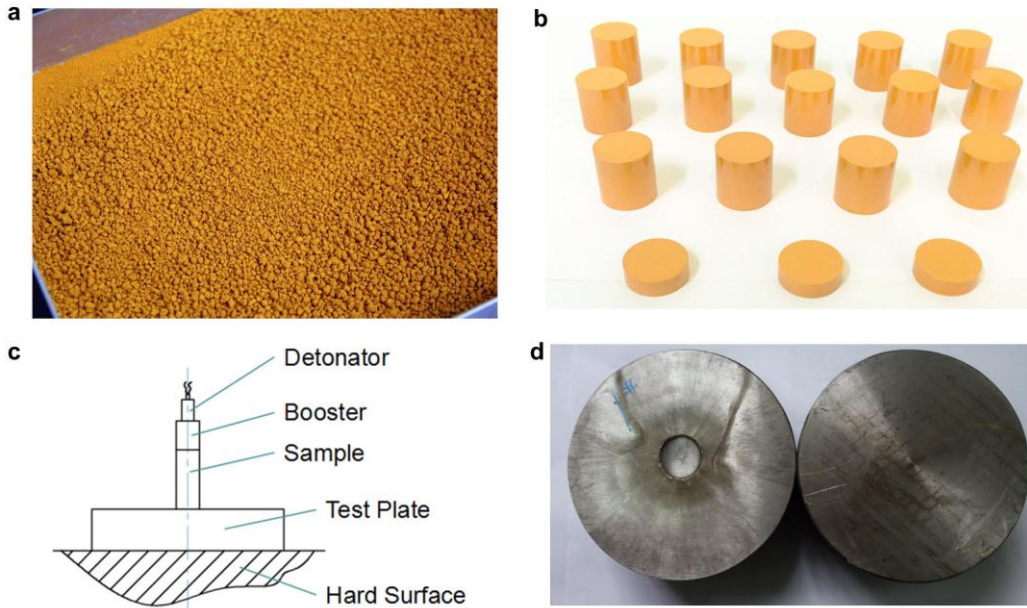 a
b
c
Detonator
Booster
Sample
Test Plate
Hard Surface
d